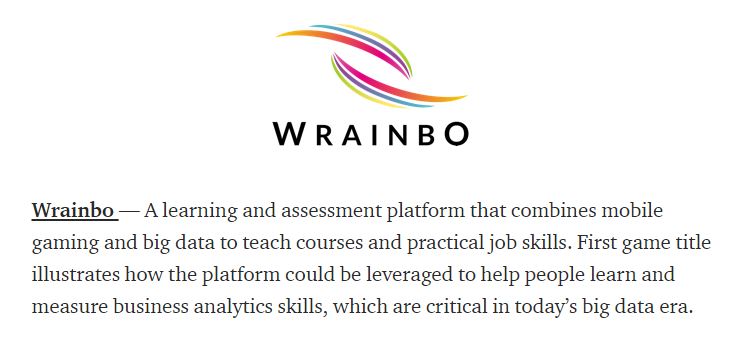 WRAINBO
Wrainbo — A learning and assessment platform that combines mobile
gaming and big data to teach courses and practical job skills. First game title
illustrates how the platform could be leveraged to help people learn and
measure business analytics skills, which are critical in today’s big data era.